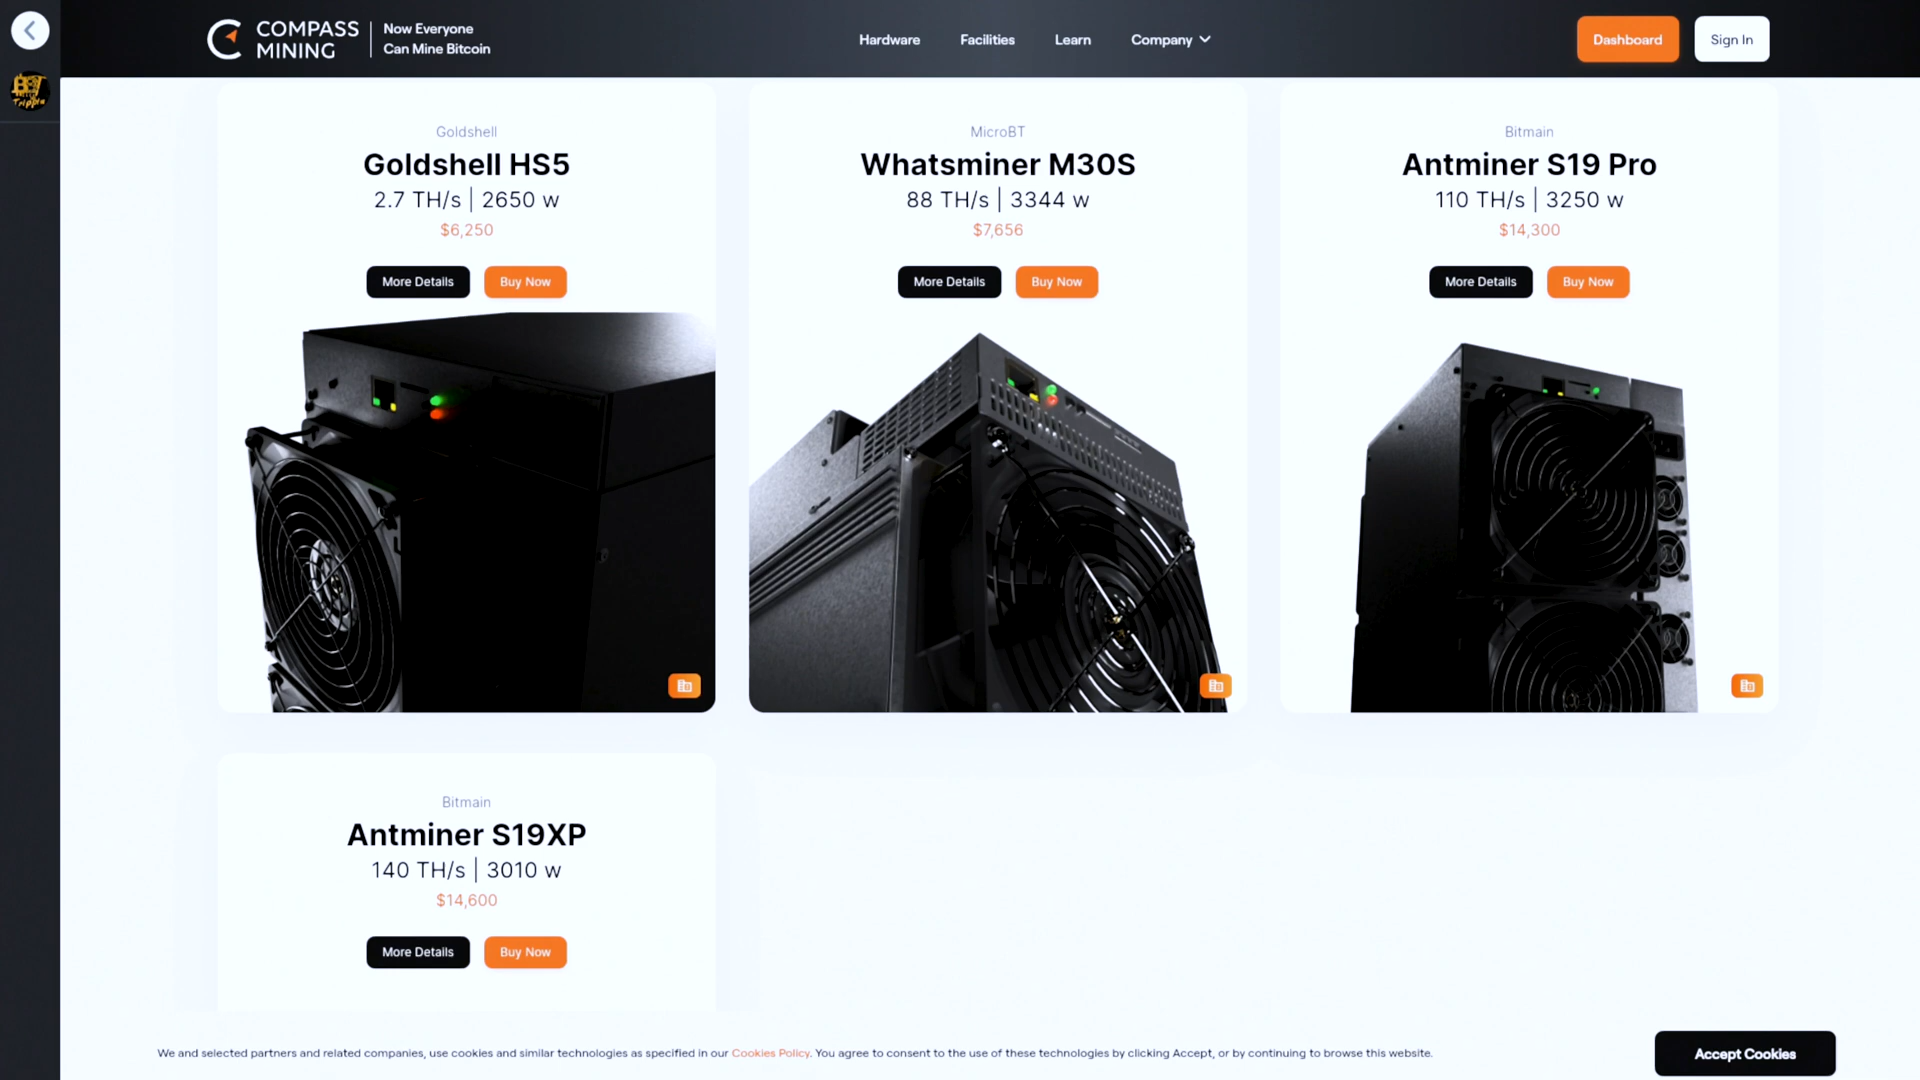 COMPASS
MINING
Now Everyone
Can Mine Bitcoin
Hardware
Facilities
Learn
Company
Dashboard
Sign In
Goldshell
Goldshell HS5
2.7 TH/s | 2650 w
$6,250
More Details
Buy Now
MicroBT
Whatsminer M30S
88 TH/s | 3344 w
$7,656
More Details
Buy Now
Bitmain
Antminer S19 Pro
110 TH/s | 3250 w
$14,300
More Details
Buy Now
Bitmain
Antminer S19XP
140 TH/s | 3010 w
$14,600
More Details
Buy Now
We and selected partners and related companies, use cookies and similar technologies as specified in our Cookies Policy. You agree to consent to the use of these technologies by clicking Accept, or by continuing to browse this website.
Accept Cookies